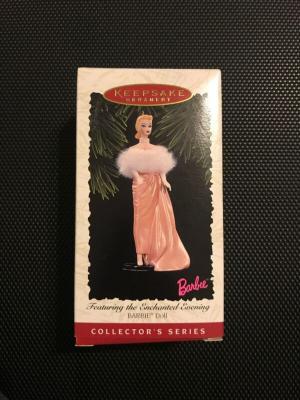 KEEPSAKE
ORNAMENT
Barbie
Featuring the Enchanted Evening
BARBIE® Doll
COLLECTOR'S SERIES